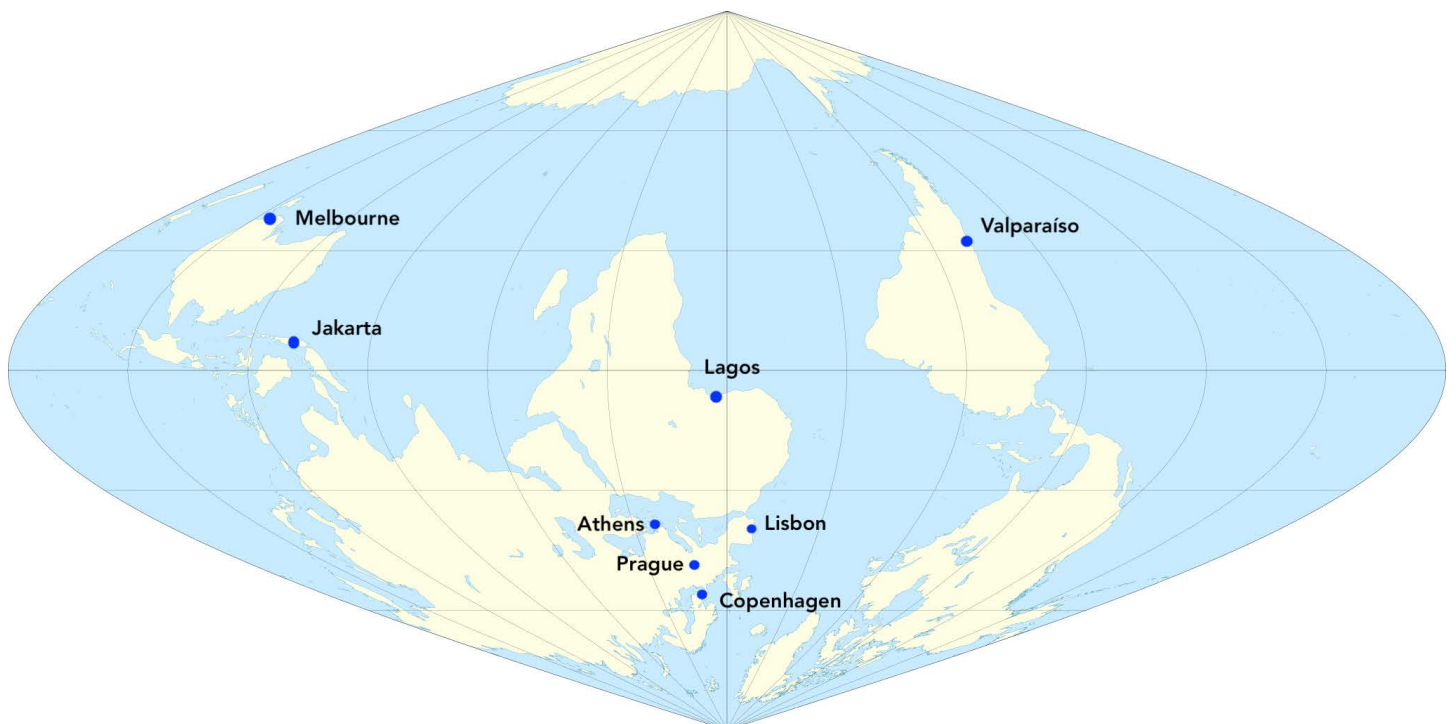 Melbourne
Valparaíso
Jakarta
Lagos
Athens
Lisbon
Prague
Copenhagen